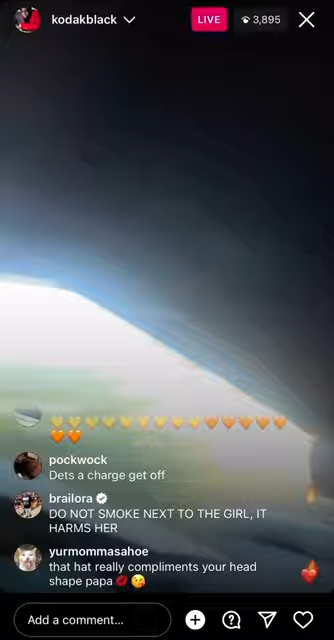 kodakblack
LIVE
3,895
pockwock
Dets a charge get off
brailora
DO NOT SMOKE NEXT TO THE GIRL, IT
HARMS HER
yurmommasahoe
that hat really compliments your head
shape papa💋😘
Add a comment…